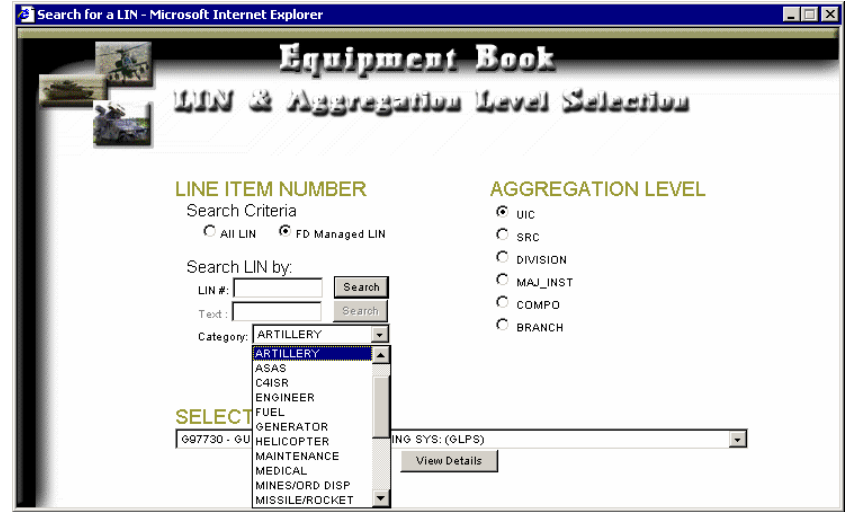 Search for a LIN - Microsoft Internet Explorer
Equipment Book
LIN & Aggregation Level Selection
LINE ITEM NUMBER
Search Criteria
All LIN FD Managed LIN
Search LIN by:
LIN #: Search
Text : Search
Category: ARTILLERY
ARTILLERY
ASAS
C4ISR
ENGINEER
FUEL
GENERATOR
HELICOPTER
MAINTENANCE
MEDICAL
MINES/ORD DISP
MISSILE/ROCKET
AGGREGATION LEVEL
UIC
SRC
DIVISION
MAJ_INST
COMPO
BRANCH
SELECT
G97730 - GU ING SYS: (GLPS)
View Details